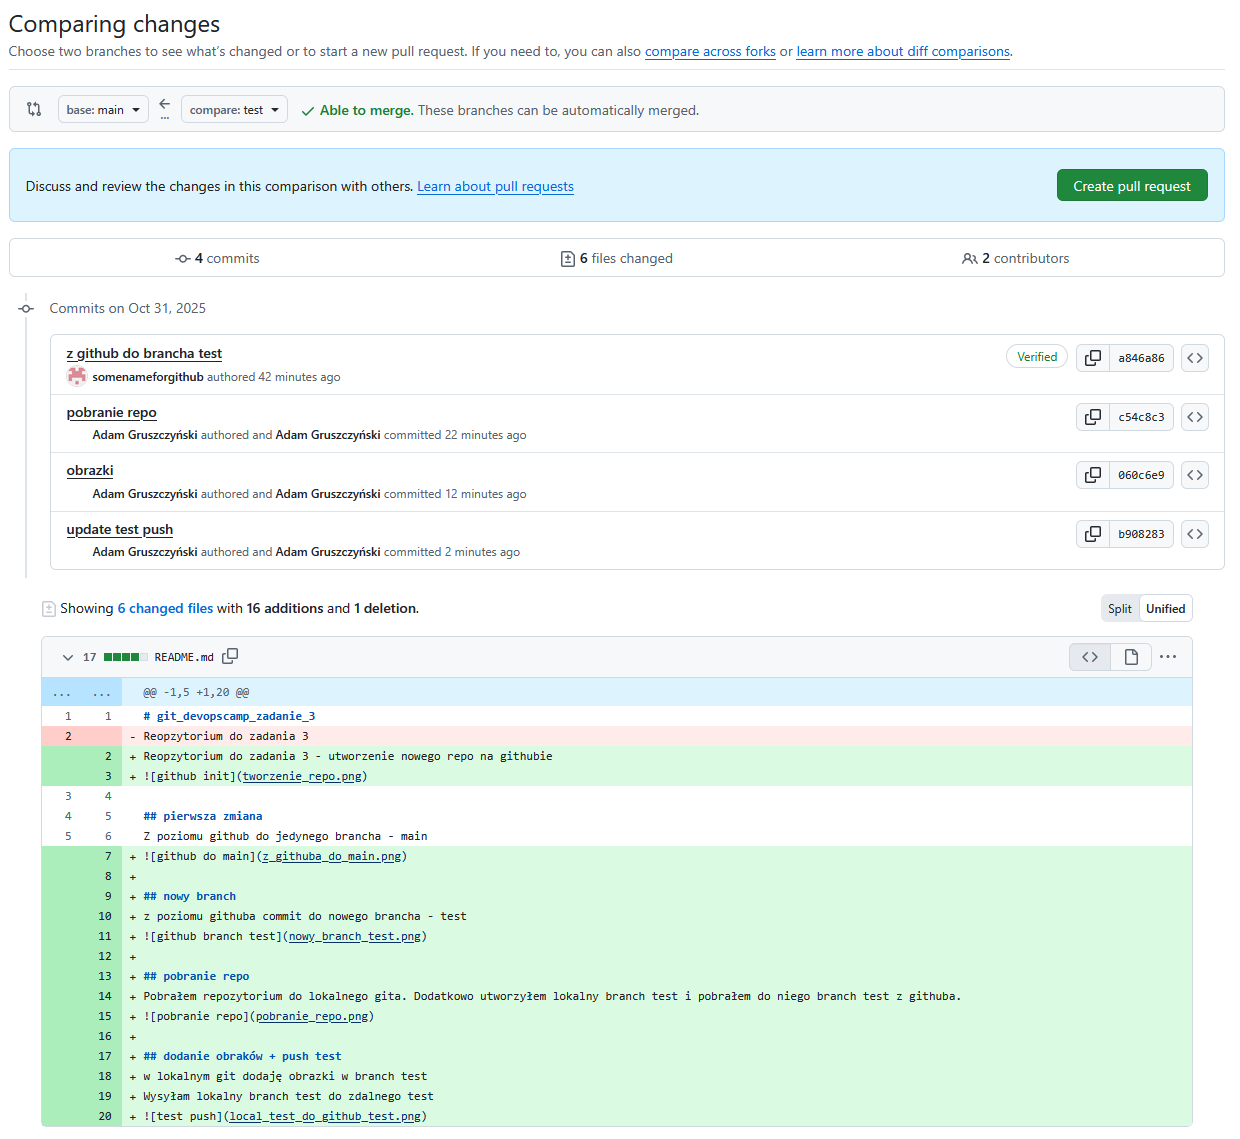 Comparing changes
Choose two branches to see what's changed or to start a new pull request. If you need to, you can also compare across forks or learn more about diff comparisons.
base: main
...
compare: test
Able to merge. These branches can be automatically merged.
Discuss and review the changes in this comparison with others. Learn about pull requests
Create pull request
4 commits
6 files changed
2 contributors
Commits on Oct 31, 2025
z github do brancha test
somenameforgithub authored 42 minutes ago
Verified
a846a86
pobranie repo
Adam Gruszczyński authored and Adam Gruszczyński committed 22 minutes ago
c54c8c3
obrazki
Adam Gruszczyński authored and Adam Gruszczyński committed 12 minutes ago
060c6e9
update test push
Adam Gruszczyński authored and Adam Gruszczyński committed 2 minutes ago
b908283
Showing 6 changed files with 16 additions and 1 deletion.
Split Unified
17 README.md
... ... @@ -1,5 +1,20 @@
1 1 # git_devopscamp_zadanie_3
2 - Reopzytorium do zadania 3
2 + Reopzytorium do zadania 3 - utworzenie nowego repo na githubie
3 + ![github init](tworzenie_repo.png)
3 4
4 5 ## pierwsza zmiana
5 6 Z poziomu github do jedynego brancha - main
7 + ![github do main](z_githuba_do_main.png)
8 +
9 + ## nowy branch
10 + z poziomu githuba commit do nowego brancha - test
11 + ![github branch test](nowy_branch_test.png)
12 +
13 + ## pobranie repo
14 + Pobrałem repozytorium do lokalnego gita. Dodatkowo utworzyłem lokalny branch test i pobrałem do niego branch test z githuba.
15 + ![pobranie repo](pobranie_repo.png)
16 +
17 + ## dodanie obraków + push test
18 + w lokalnym git dodaję obrazki w branch test
19 + Wysyłam lokalny branch test do zdalnego test
20 + ![test push](local_test_do_github_test.png)